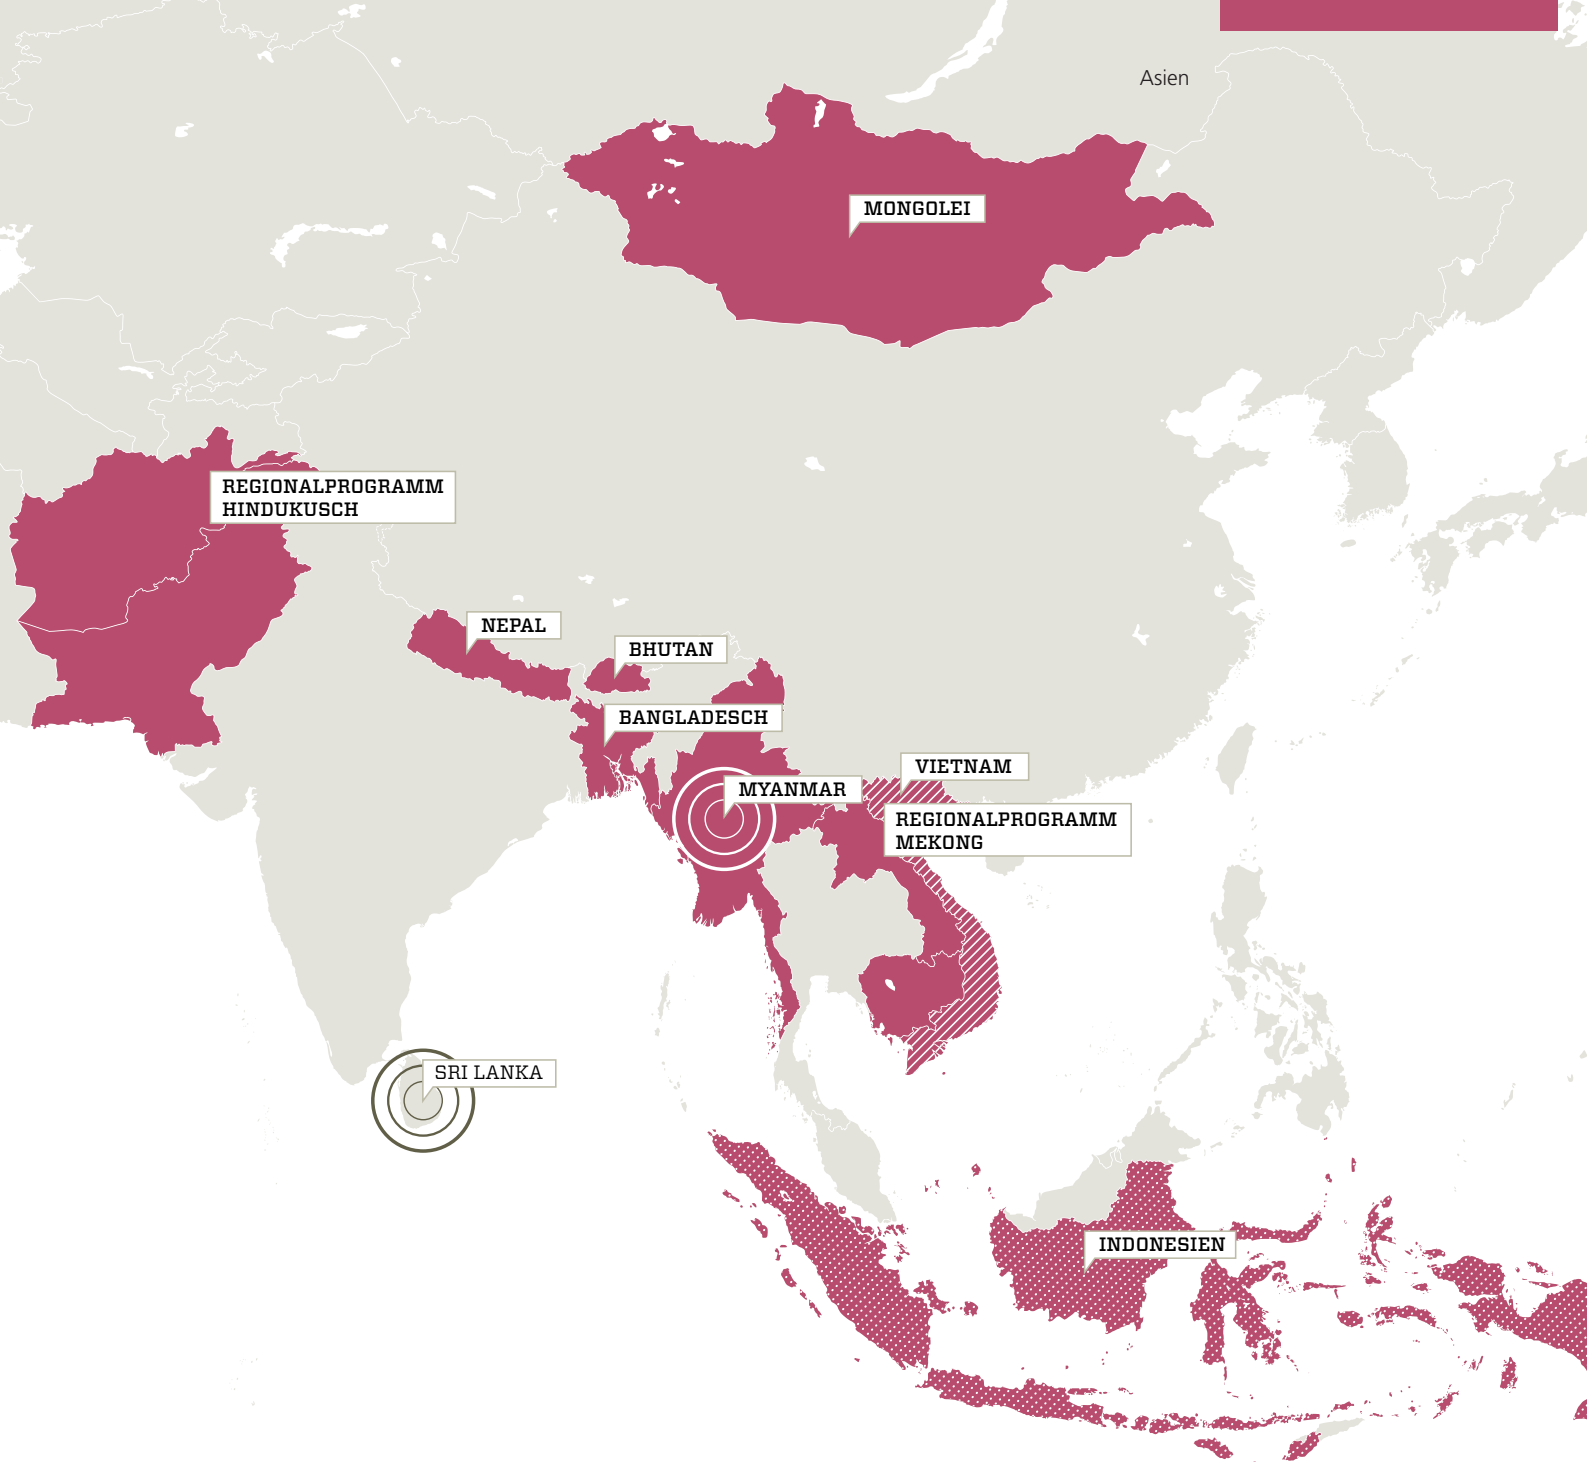 Asien
MONGOLEI
REGIONALPROGRAMM
HINDUKUSCH
NEPAL
BHUTAN
BANGLADESCH
VIETNAM
MYANMAR
REGIONALPROGRAMM
MEKONG
SRI LANKA
INDONESIEN